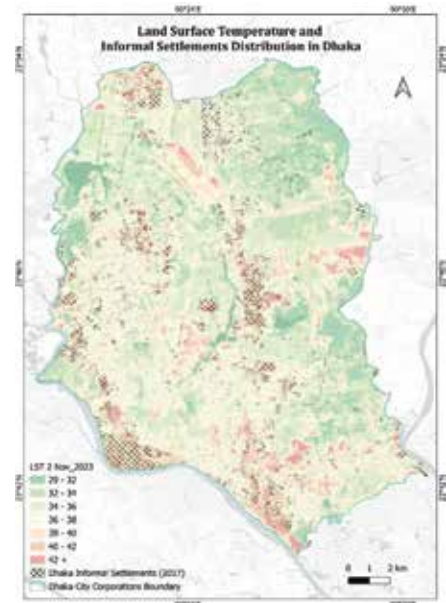 Land Surface Temperature and
Informal Settlements Distribution in Dhaka
LST 2 Nov_2023
29 - 32
32 - 34
34 - 36
36 - 38
38 - 40
40 - 42
42 +
Dhaka Informal Settlements (2017)
Dhaka City Corporations Boundary
0 1 2 km